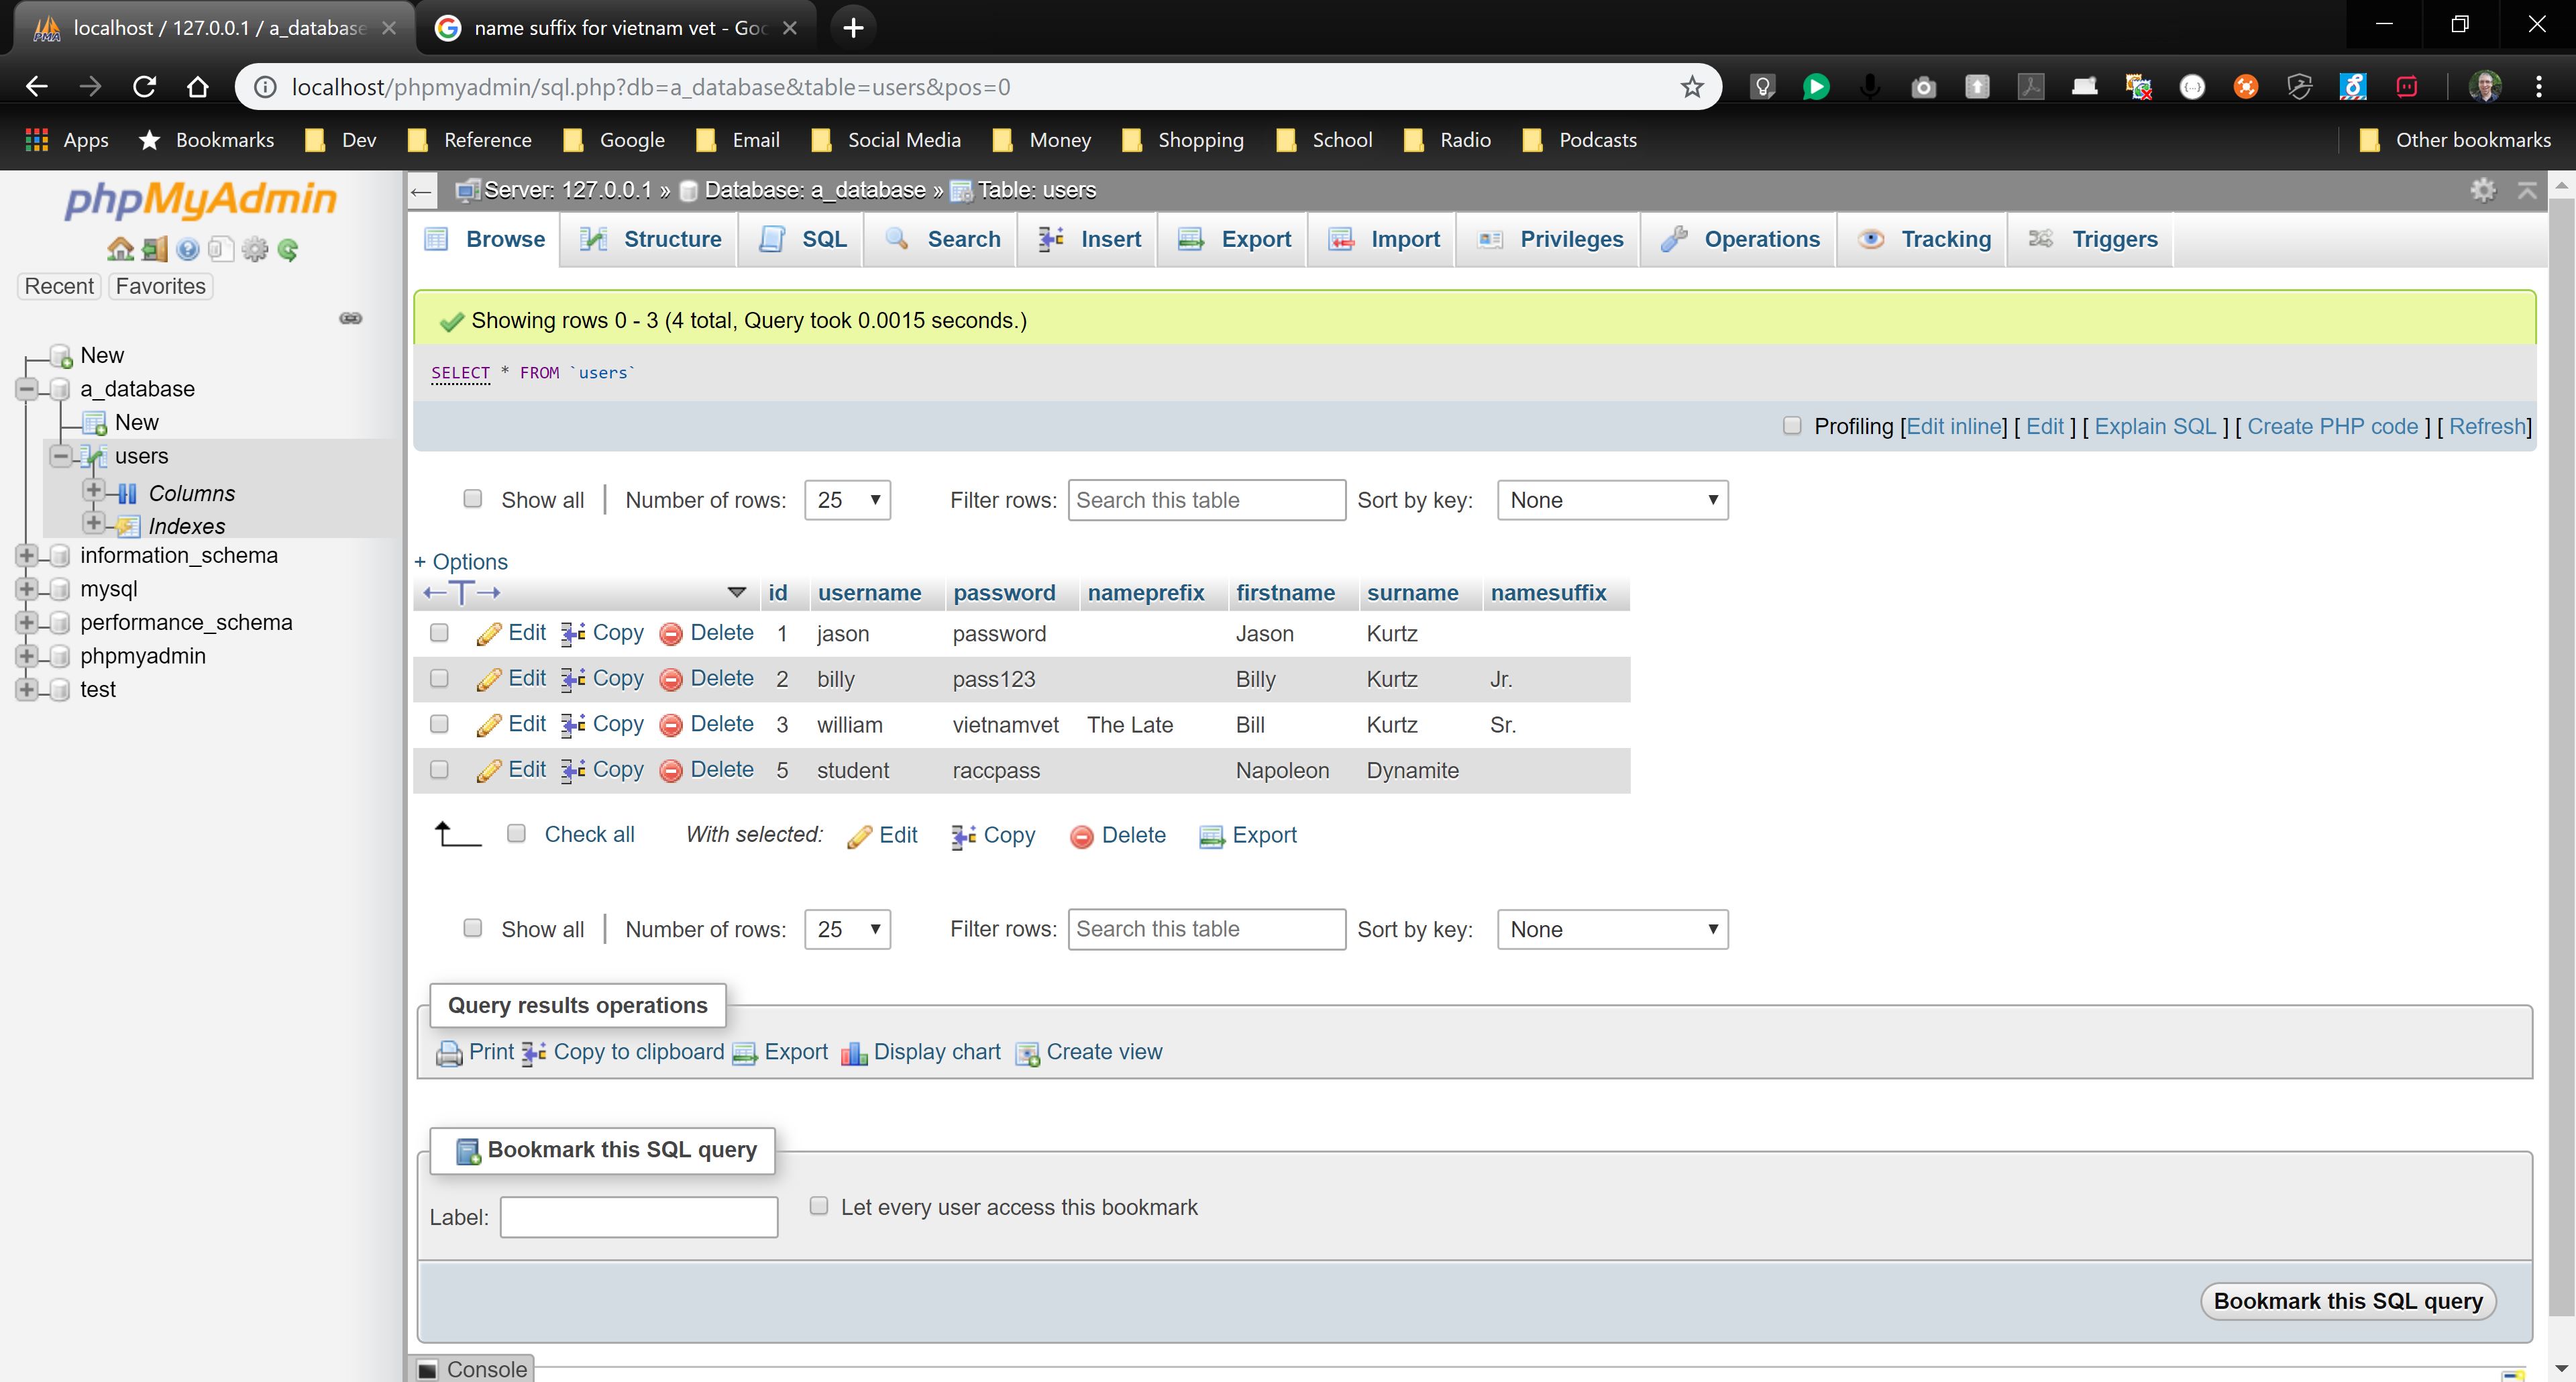 localhost / 127.0.0.1 / a_database
name suffix for vietnam vet - Goo
localhost/phpmyadmin/sql.php?db=a_database&table=users&pos=0
Apps Bookmarks Dev Reference Google Email Social Media Money Shopping School Radio Podcasts Other bookmarks
phpMyAdmin
Recent Favorites
New
a_database
New
users
Columns
Indexes
information_schema
mysql
performance_schema
phpmyadmin
test
Server: 127.0.0.1 » Database: a_database » Table: users
Browse Structure SQL Search Insert Export Import Privileges Operations Tracking Triggers
Showing rows 0 - 3 (4 total, Query took 0.0015 seconds.)
SELECT * FROM `users`
Profiling [Edit inline] [ Edit ] [ Explain SQL ] [ Create PHP code ] [ Refresh]
Show all | Number of rows: 25 Filter rows: Search this table Sort by key: None
+ Options
←T→ id username password nameprefix firstname surname namesuffix
Edit Copy Delete 1 jason password Jason Kurtz
Edit Copy Delete 2 billy pass123 Billy Kurtz Jr.
Edit Copy Delete 3 william vietnamvet The Late Bill Kurtz Sr.
Edit Copy Delete 5 student raccpass Napoleon Dynamite
Check all With selected: Edit Copy Delete Export
Show all | Number of rows: 25 Filter rows: Search this table Sort by key: None
Query results operations
Print Copy to clipboard Export Display chart Create view
Bookmark this SQL query
Label: Let every user access this bookmark
Bookmark this SQL query
Console